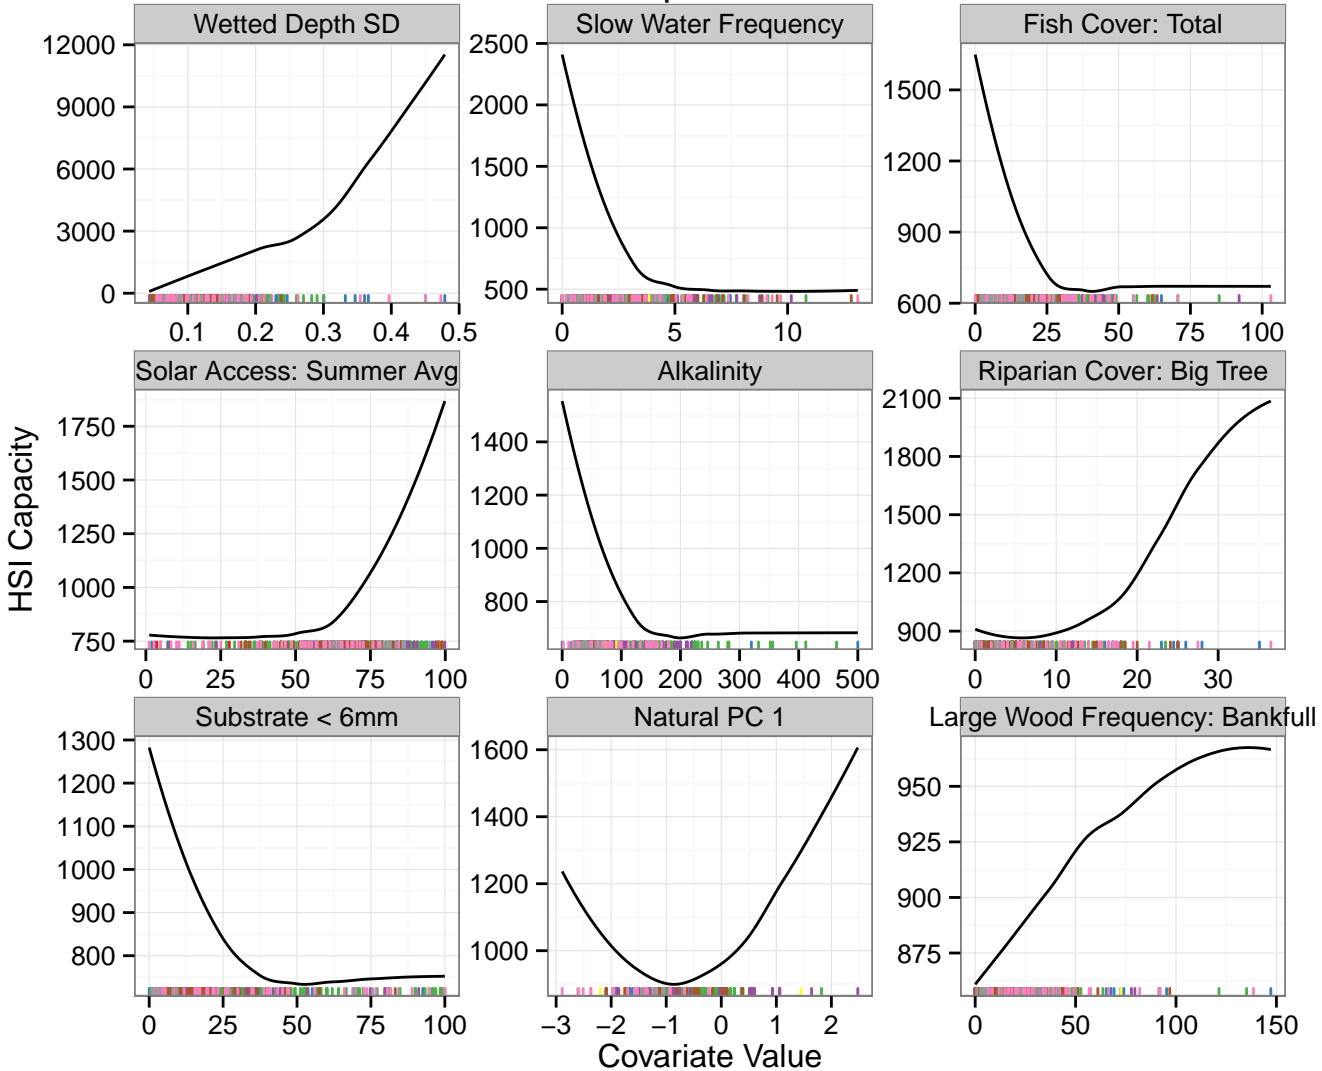 Wetted Depth SD
Slow Water Frequency
Fish Cover: Total
12000
9000
6000
3000
0
0.1 0.2 0.3 0.4 0.5
2500
2000
1500
1000
500
0 5 10
1500
1200
900
600
0 25 50 75 100
Solar Access: Summer Avg
Alkalinity
Riparian Cover: Big Tree
HSI Capacity
1750
1500
1250
1000
750
0 25 50 75 100
1400
1200
1000
800
0 100 200 300 400 500
2100
1800
1500
1200
900
0 10 20 30
Substrate < 6mm
Natural PC 1
Large Wood Frequency: Bankfull
1300
1200
1100
1000
900
800
0 25 50 75 100
1600
1400
1200
1000
−3 −2 −1 0 1 2
950
925
900
875
0 50 100 150
Covariate Value